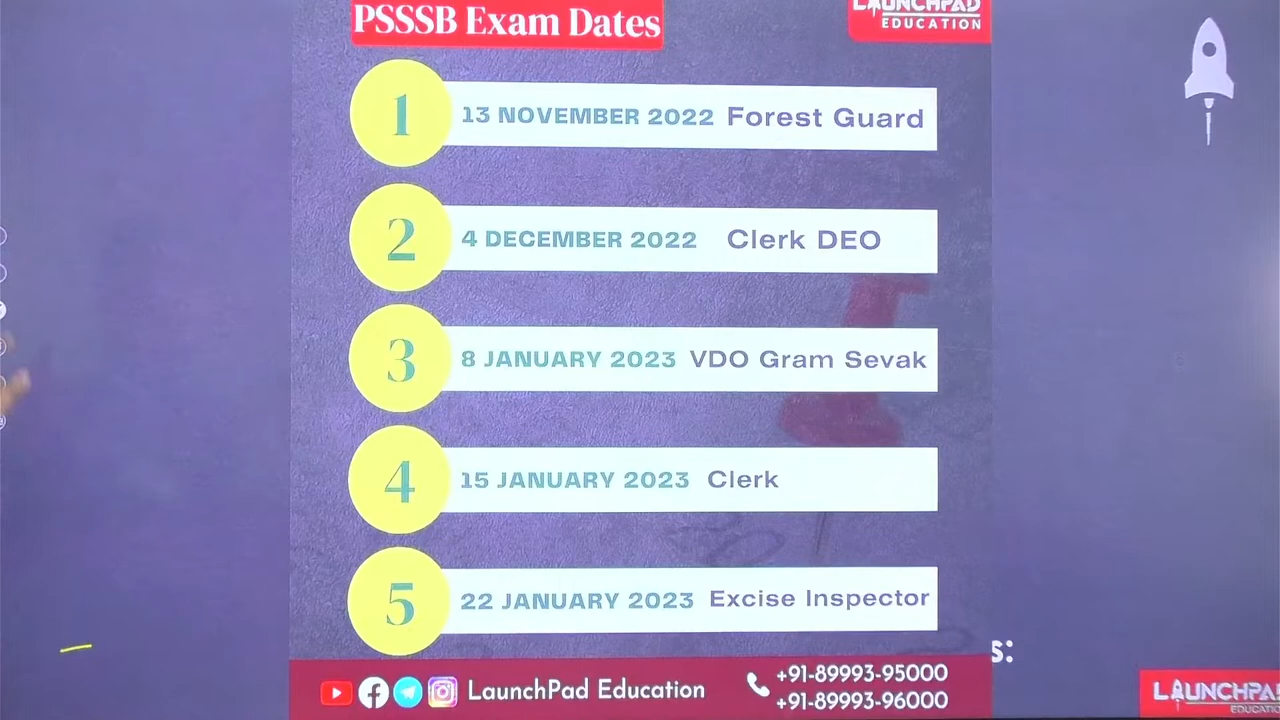 PSSSB Exam Dates
LAUNCHPAD
EDUCATION
1
13 NOVEMBER 2022 Forest Guard
2
4 DECEMBER 2022 Clerk DEO
3
8 JANUARY 2023 VDO Gram Sevak
4
15 JANUARY 2023 Clerk
5
22 JANUARY 2023 Excise Inspector
s:
LaunchPad Education
+91-89993-95000
+91-89993-96000
LAUNCHPA
EDUCATIO